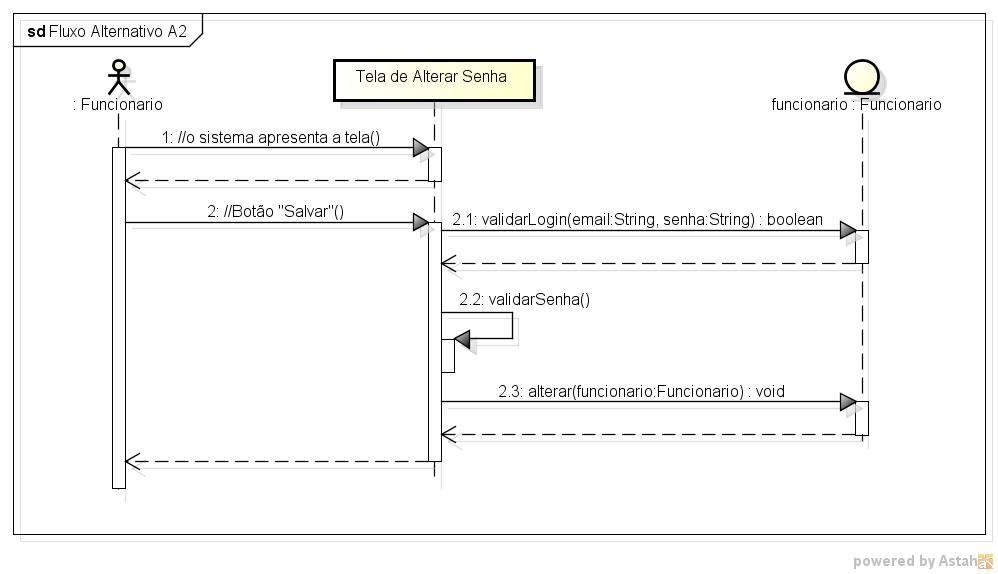 sd Fluxo Alternativo A2
: Funcionario
Tela de Alterar Senha
funcionario : Funcionario
1: //o sistema apresenta a tela()
2: //Botão "Salvar"()
2.1: validarLogin(email:String, senha:String) : boolean
2.2: validarSenha()
2.3: alterar(funcionario:Funcionario) : void
powered by Astah